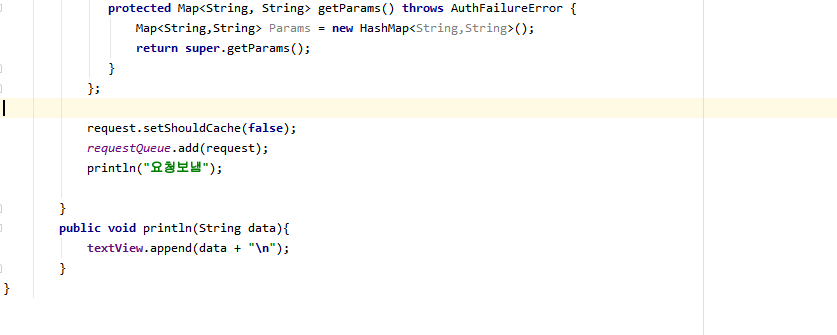 protected Map<String, String> getParams() throws AuthFailureError {
Map<String,String> Params = new HashMap<String,String>();
return super.getParams();
}
};
request.setShouldCache(false);
requestQueue.add(request);
println("요청보냄");
}
public void println(String data){
textView.append(data + "\n");
}
}